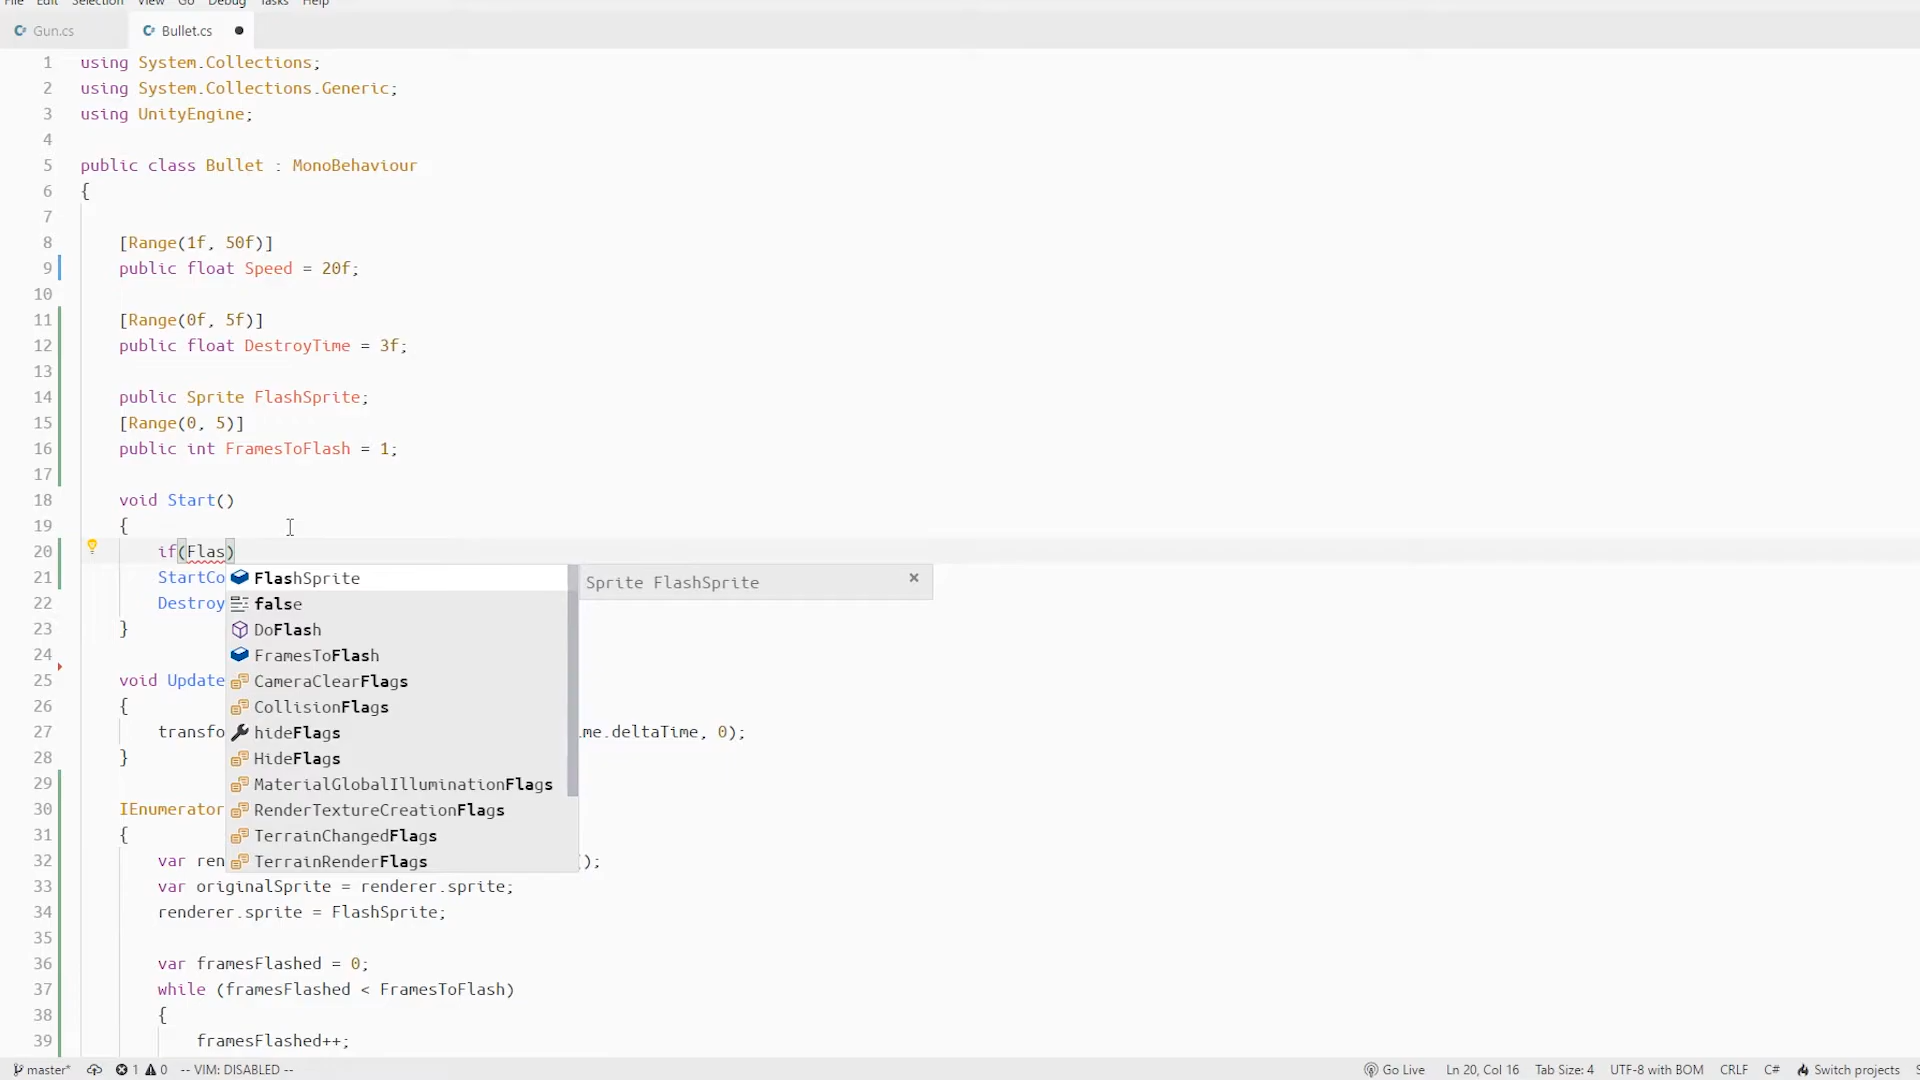 File Edit Selection View Go Debug Tasks Help
Gun.cs
Bullet.cs
1 using System.Collections;
2 using System.Collections.Generic;
3 using UnityEngine;
4
5 public class Bullet : MonoBehaviour
6 {
7
8 [Range(1f, 50f)]
9 public float Speed = 20f;
10
11 [Range(0f, 5f)]
12 public float DestroyTime = 3f;
13
14 public Sprite FlashSprite;
15 [Range(0, 5)]
16 public int FramesToFlash = 1;
17
18 void Start()
19 {
20 if(Flas)
21 StartCo
22 Destroy
23 }
24
25 void Update
26 {
27 transfo me.deltaTime, 0);
28 }
29
30 IEnumerator
31 {
32 var ren );
33 var originalSprite = renderer.sprite;
34 renderer.sprite = FlashSprite;
35
36 var framesFlashed = 0;
37 while (framesFlashed < FramesToFlash)
38 {
39 framesFlashed++;
FlashSprite
false
DoFlash
FramesToFlash
CameraClearFlags
CollisionFlags
hideFlags
HideFlags
MaterialGlobalIlluminationFlags
RenderTextureCreationFlags
TerrainChangedFlags
TerrainRenderFlags
Sprite FlashSprite
master* 1 0 -- VIM: DISABLED -- Go Live Ln 20, Col 16 Tab Size: 4 UTF-8 with BOM CRLF C# Switch projects